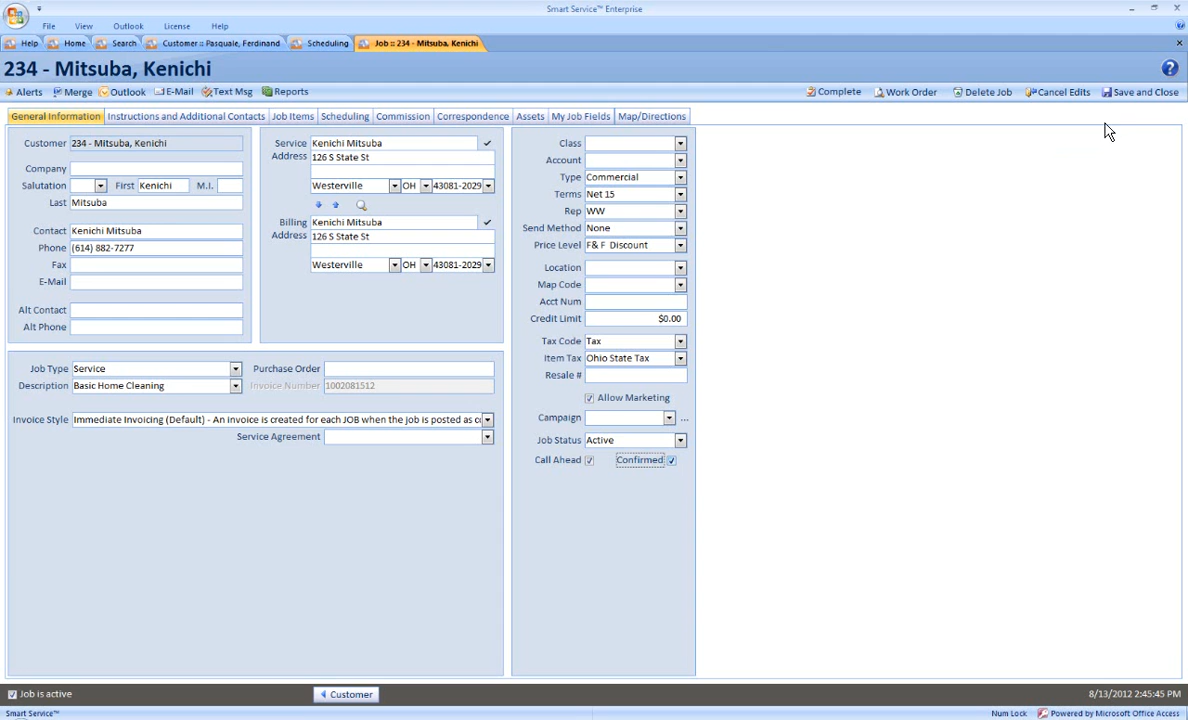 Smart Service™ Enterprise
File View Outlook License Help
Help Home Search Customer :: Pasquale, Ferdinand Scheduling Job :: 234 - Mitsuba, Kenichi
234 - Mitsuba, Kenichi
Alerts Merge Outlook E-Mail Text Msg Reports Complete Work Order Delete Job Cancel Edits Save and Close
General Information Instructions and Additional Contacts Job Items Scheduling Commission Correspondence Assets My Job Fields Map/Directions
Customer 234 - Mitsuba, Kenichi
Company
Salutation First Kenichi M.I.
Last Mitsuba
Contact Kenichi Mitsuba
Phone (614) 882-7277
Fax
E-Mail
Alt Contact
Alt Phone
Service Address Kenichi Mitsuba
126 S State St
Westerville OH 43081-2029
Billing Address Kenichi Mitsuba
126 S State St
Westerville OH 43081-2029
Job Type Service Purchase Order
Description Basic Home Cleaning Invoice Number 1002081512
Invoice Style Immediate Invoicing (Default) - An invoice is created for each JOB when the job is posted as c
Service Agreement
Class
Account
Type Commercial
Terms Net 15
Rep WW
Send Method None
Price Level F& F Discount
Location
Map Code
Acct Num
Credit Limit $0.00
Tax Code Tax
Item Tax Ohio State Tax
Resale #
Allow Marketing
Campaign ...
Job Status Active
Call Ahead Confirmed
Job is active Customer 8/13/2012 2:45:45 PM
Smart Service™ Num Lock Powered by Microsoft Office Access